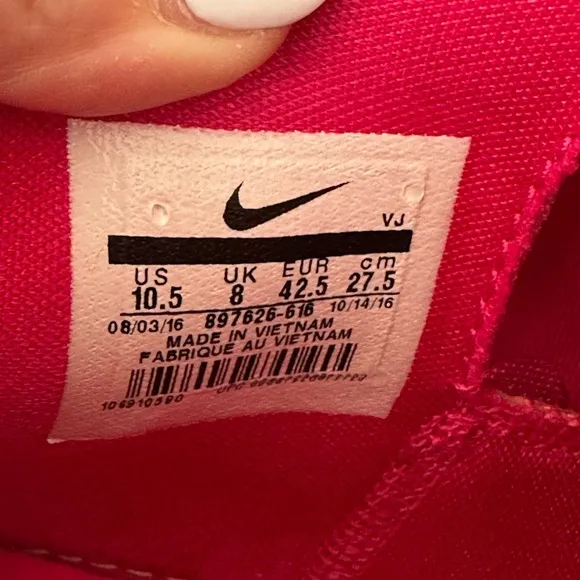 VJ
US UK EUR cm
10.5 8 42.5 27.5
08/03/16 897626-616 10/14/16
MADE IN VIETNAM
FABRIQUE AU VIETNAM
UPC
106910590